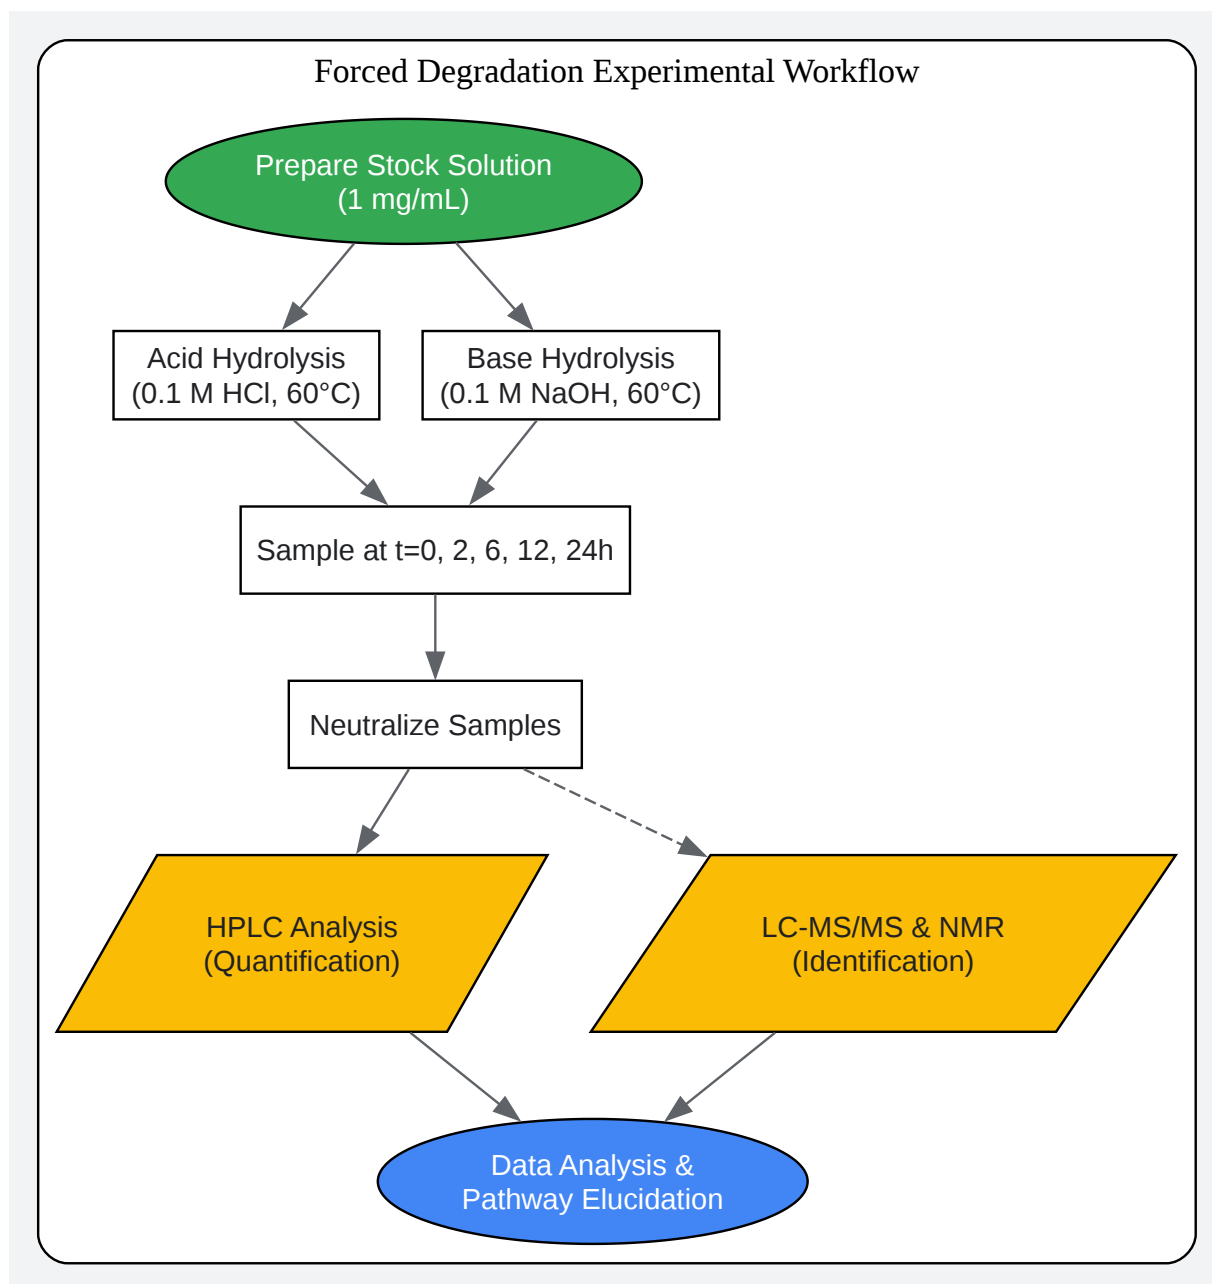 Forced Degradation Experimental Workflow
Prepare Stock Solution
(1 mg/mL)
Acid Hydrolysis
(0.1 M HCl, 60°C)
Base Hydrolysis
(0.1 M NaOH, 60°C)
Sample at t=0, 2, 6, 12, 24h
Neutralize Samples
HPLC Analysis
(Quantification)
LC-MS/MS & NMR
(Identification)
Data Analysis &
Pathway Elucidation